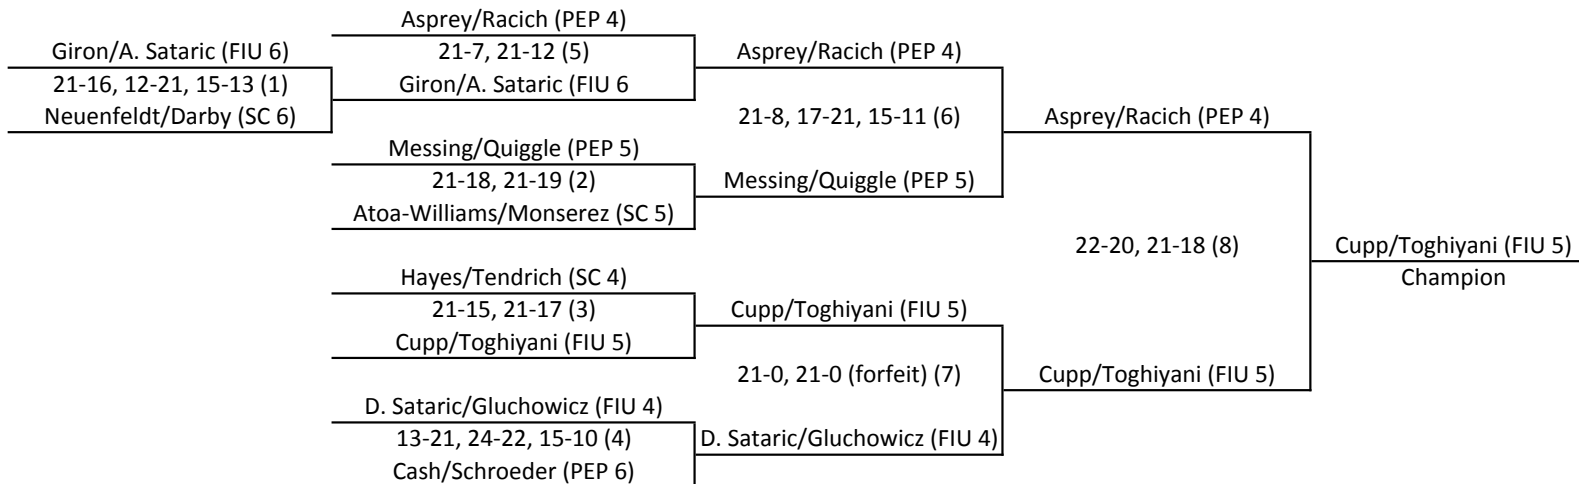 Giron/A. Sataric (FIU 6)
21-16, 12-21, 15-13 (1)
Neuenfeldt/Darby (SC 6)
Asprey/Racich (PEP 4)
21-7, 21-12 (5)
Giron/A. Sataric (FIU 6
Messing/Quiggle (PEP 5)
21-18, 21-19 (2)
Atoa-Williams/Monserez (SC 5)
Hayes/Tendrich (SC 4)
21-15, 21-17 (3)
Cupp/Toghiyani (FIU 5)
D. Sataric/Gluchowicz (FIU 4)
13-21, 24-22, 15-10 (4)
Cash/Schroeder (PEP 6)
Asprey/Racich (PEP 4)
21-8, 17-21, 15-11 (6)
Messing/Quiggle (PEP 5)
Cupp/Toghiyani (FIU 5)
21-0, 21-0 (forfeit) (7)
D. Sataric/Gluchowicz (FIU 4)
Asprey/Racich (PEP 4)
22-20, 21-18 (8)
Cupp/Toghiyani (FIU 5)
Cupp/Toghiyani (FIU 5)
Champion